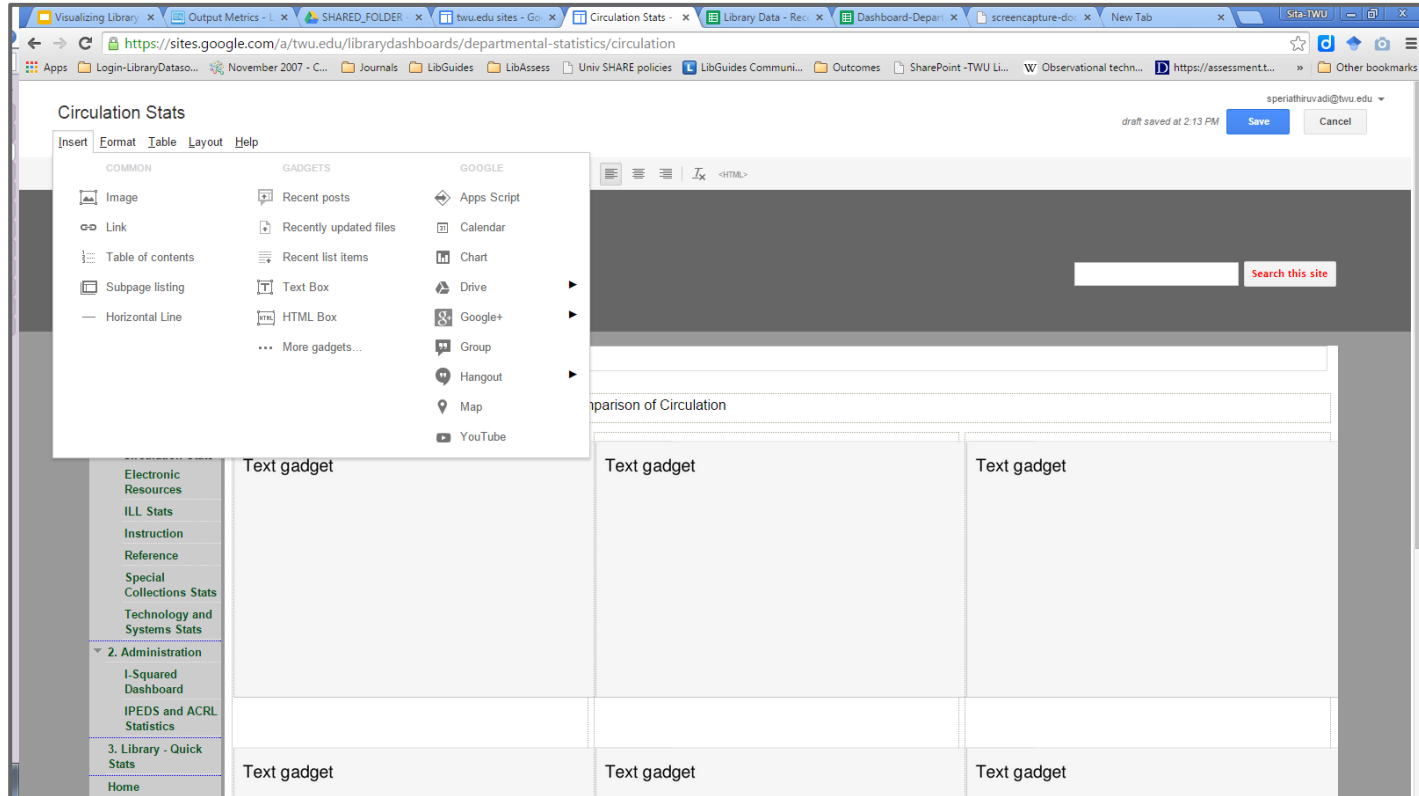 Visualizing Library
Output Metrics - L
SHARED_FOLDER -
twu.edu sites - Go
Circulation Stats -
Library Data - Rec
Dashboard-Depart
screencapture-doc
New Tab
Sita-TWU
https://sites.google.com/a/twu.edu/librarydashboards/departmental-statistics/circulation
Apps
Login-LibraryDataso...
November 2007 - C...
Journals
LibGuides
LibAssess
Univ SHARE policies
LibGuides Communi...
Outcomes
SharePoint -TWU Li...
Observational techn...
https://assessment.t...
»
Other bookmarks
speriathiruvadi@twu.edu
Circulation Stats
draft saved at 2:13 PM
Save
Cancel
Insert Format Table Layout Help
COMMON
Image
Link
Table of contents
Subpage listing
Horizontal Line
GADGETS
Recent posts
Recently updated files
Recent list items
Text Box
HTML Box
More gadgets...
GOOGLE
Apps Script
Calendar
Chart
Drive
Google+
Group
Hangout
Map
YouTube
<HTML>
Search this site
parison of Circulation
Electronic
Resources
ILL Stats
Instruction
Reference
Special
Collections Stats
Technology and
Systems Stats
2. Administration
I-Squared
Dashboard
IPEDS and ACRL
Statistics
3. Library - Quick
Stats
Home
Text gadget
Text gadget
Text gadget
Text gadget
Text gadget
Text gadget